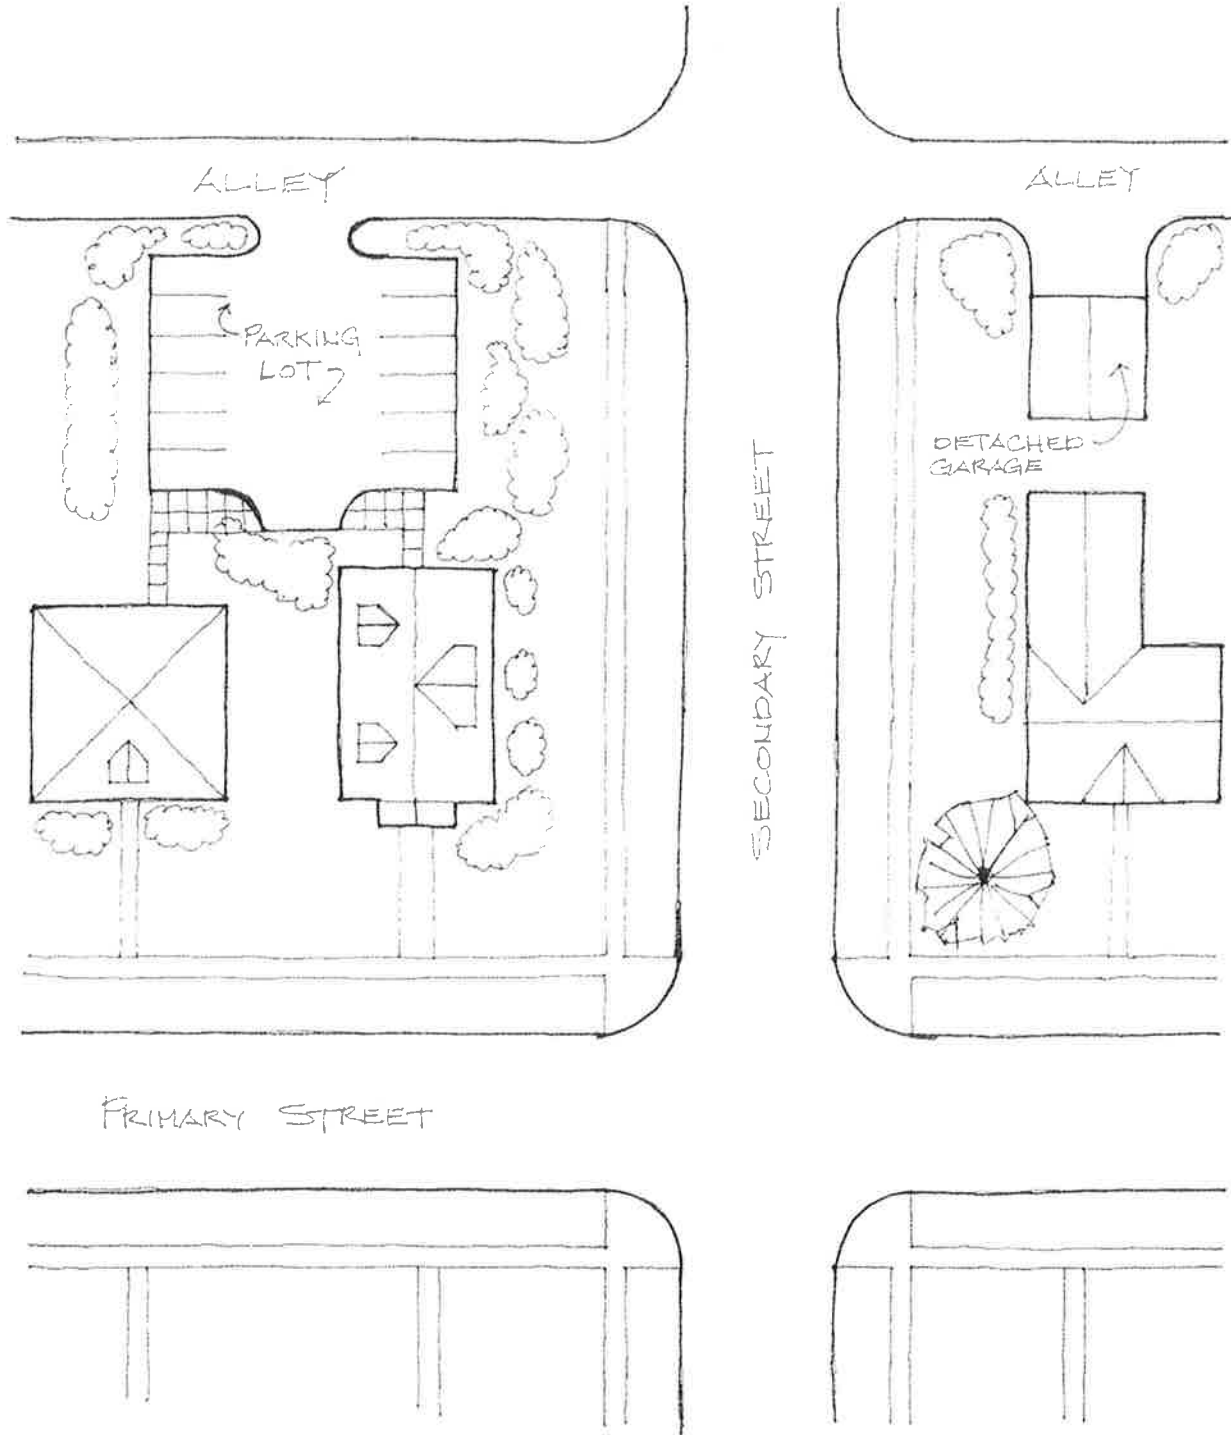 ALLEY
ALLEY
PARKING
LOT
DETACHED
GARAGE
SECONDARY STREET
PRIMARY STREET